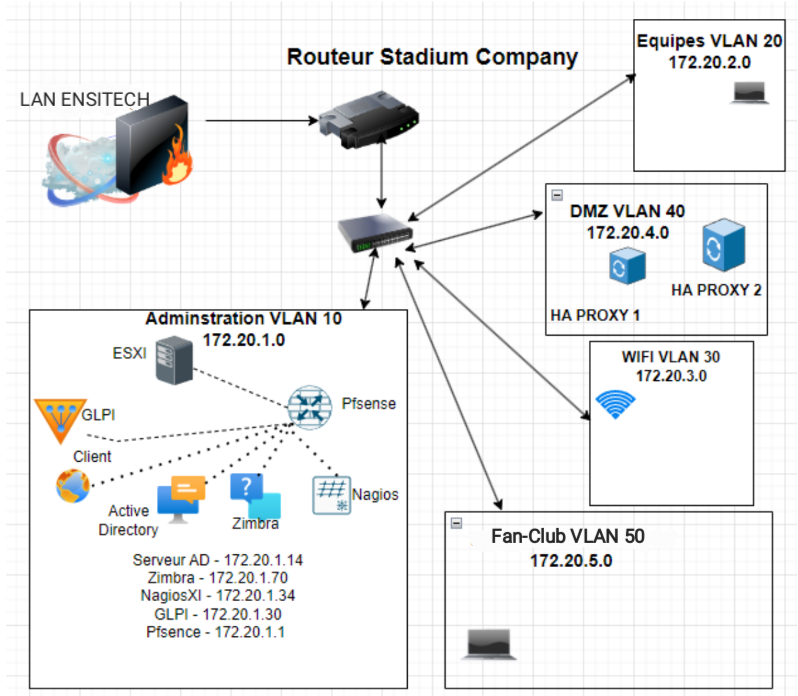 Routeur Stadium Company
LAN ENSITECH
Equipes VLAN 20
172.20.2.0
DMZ VLAN 40
172.20.4.0
HA PROXY 2
HA PROXY 1
Adminstration VLAN 10
172.20.1.0
ESXI
Pfsense
GLPI
Client
Active
Directory
Zimbra
Nagios
Serveur AD - 172.20.1.14
Zimbra - 172.20.1.70
NagiosXI - 172.20.1.34
GLPI - 172.20.1.30
Pfsence - 172.20.1.1
WIFI VLAN 30
172.20.3.0
Fan-Club VLAN 50
172.20.5.0